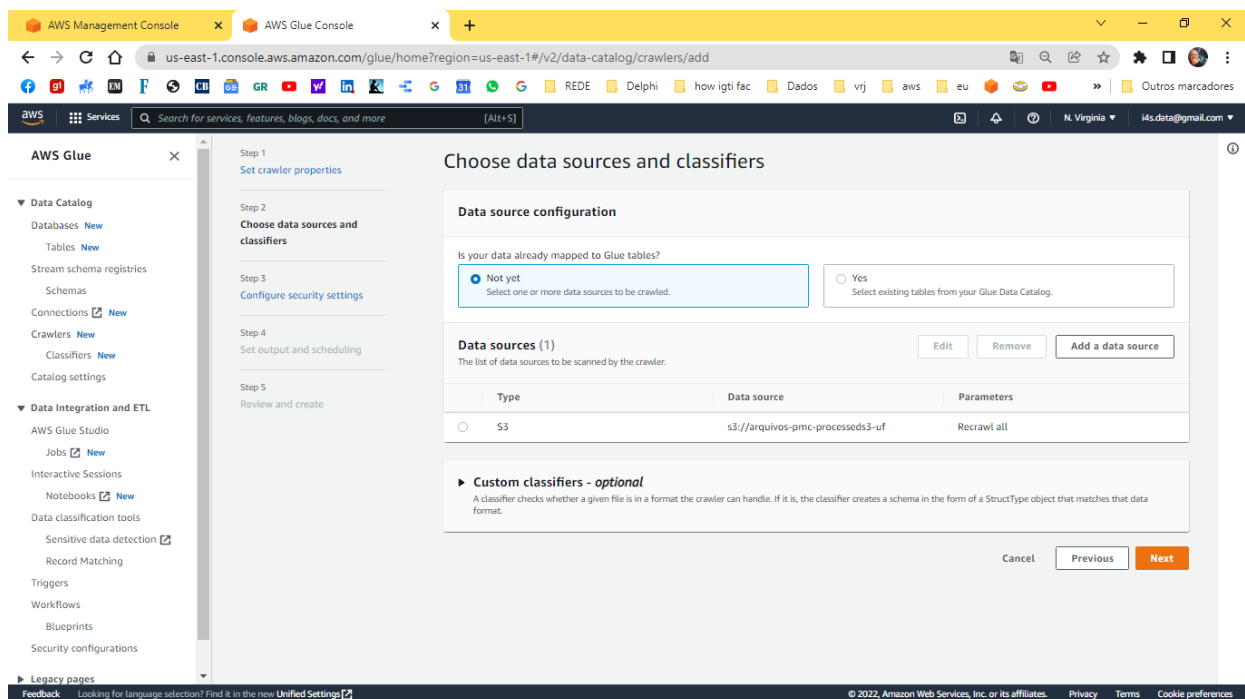 AWS Management Console
AWS Glue Console
us-east-1.console.aws.amazon.com/glue/home?region=us-east-1#/v2/data-catalog/crawlers/add
g1
EM
F
CB
GE
GR
y!
in
K
G
31
G
REDE
Delphi
how igti fac
Dados
vrj
aws
eu
»
Outros marcadores
aws
Services
Search for services, features, blogs, docs, and more
[Alt+S]
N. Virginia
i4s.data@gmail.com
AWS Glue
Data Catalog
Databases New
Tables New
Stream schema registries
Schemas
Connections New
Crawlers New
Classifiers New
Catalog settings
Data Integration and ETL
AWS Glue Studio
Jobs New
Interactive Sessions
Notebooks New
Data classification tools
Sensitive data detection
Record Matching
Triggers
Workflows
Blueprints
Security configurations
Legacy pages
Step 1
Set crawler properties
Step 2
Choose data sources and
classifiers
Step 3
Configure security settings
Step 4
Set output and scheduling
Step 5
Review and create
Choose data sources and classifiers
Data source configuration
Is your data already mapped to Glue tables?
Not yet
Select one or more data sources to be crawled.
Yes
Select existing tables from your Glue Data Catalog.
Data sources (1)
The list of data sources to be scanned by the crawler.
Edit
Remove
Add a data source
Type
Data source
Parameters
S3
s3://arquivos-pmc-processeds3-uf
Recrawl all
Custom classifiers - optional
A classifier checks whether a given file is in a format the crawler can handle. If it is, the classifier creates a schema in the form of a StructType object that matches that data
format.
Cancel
Previous
Next
Feedback
Looking for language selection? Find it in the new Unified Settings
© 2022, Amazon Web Services, Inc. or its affiliates.
Privacy
Terms
Cookie preferences